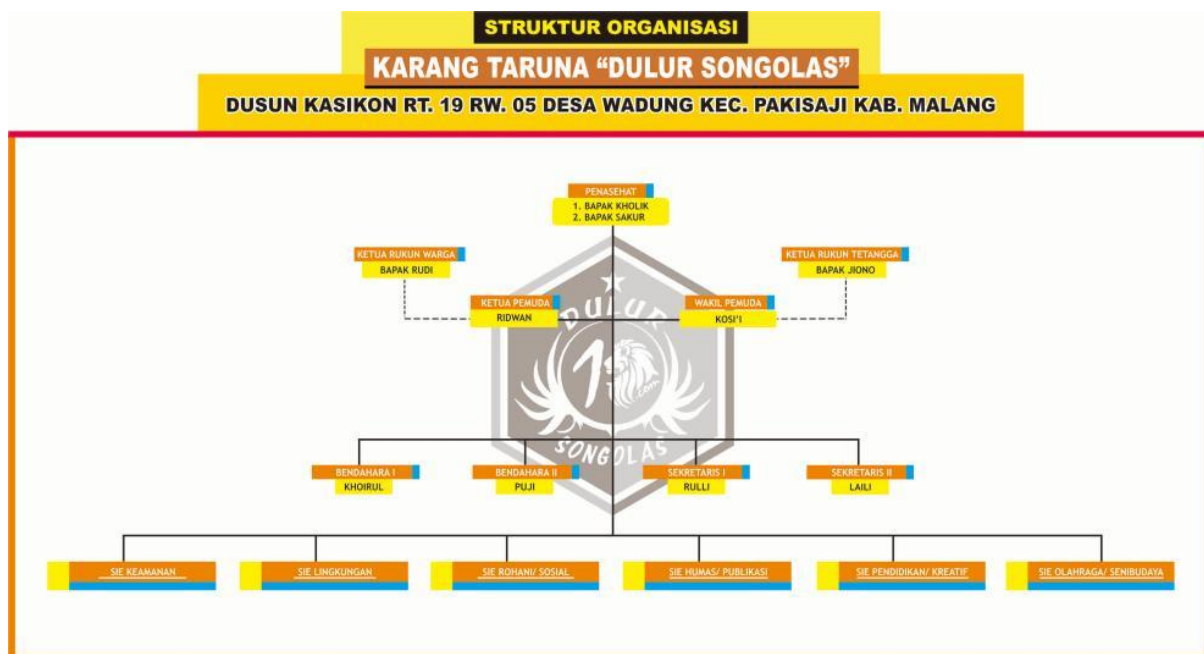 STRUKTUR ORGANISASI
KARANG TARUNA “DULUR SONGOLAS”
DUSUN KASIKON RT. 19 RW. 05 DESA WADUNG KEC. PAKISAJI KAB. MALANG
PENASEHAT
1. BAPAK KHOLIK
2. BAPAK SAKUR
KETUA RUKUN WARGA
BAPAK RUDI
KETUA RUKUN TETANGGA
BAPAK JIONO
KETUA PEMUDA
RIDWAN
WAKIL PEMUDA
KOSI'I
DULUR
19
.com
SONGOLAS
BENDAHARA I
KHOIRUL
BENDAHARA II
PUJI
SEKRETARIS I
RULLI
SEKRETARIS II
LAILI
SIE KEAMANAN
SIE LINGKUNGAN
SIE ROHANI/ SOSIAL
SIE HUMAS/ PUBLIKASI
SIE PENDIDIKAN/ KREATIF
SIE OLAHRAGA/ SENIBUDAYA